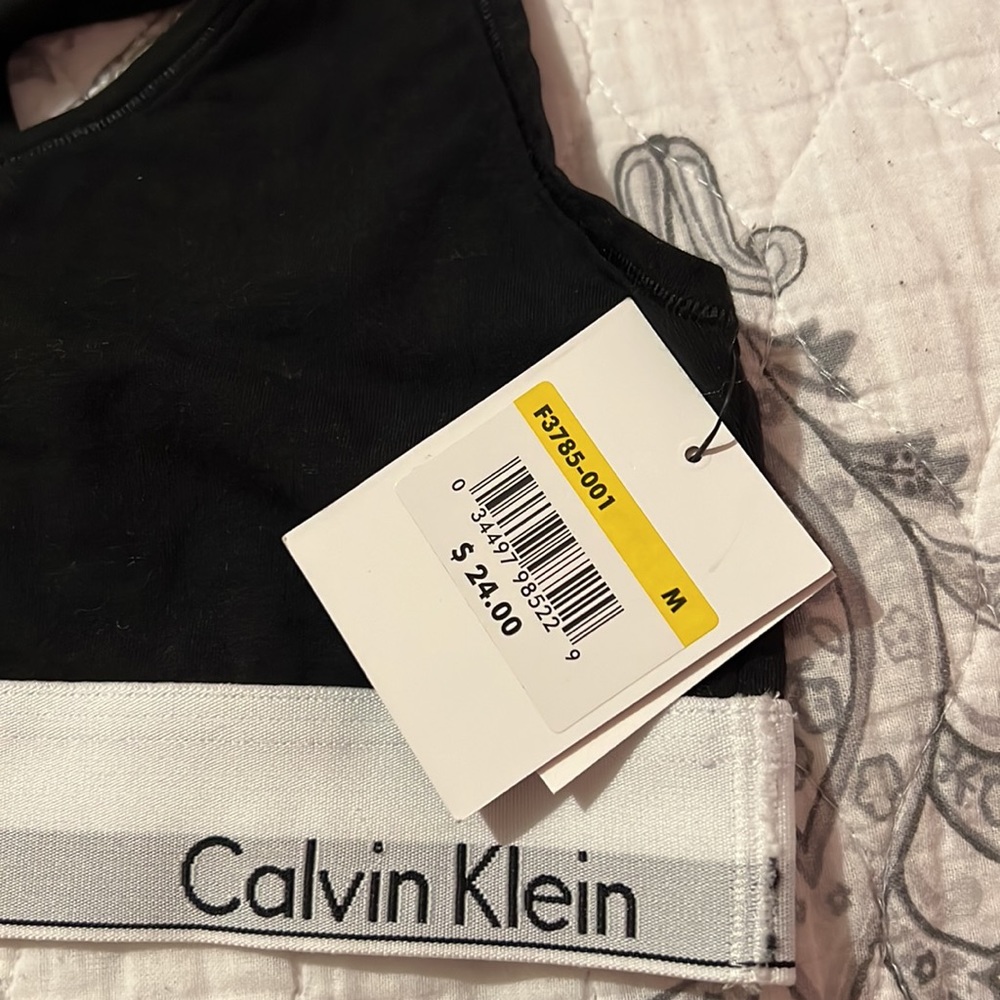 F3785-001 M
0 34497 98522 9
$ 24.00
Calvin Klein